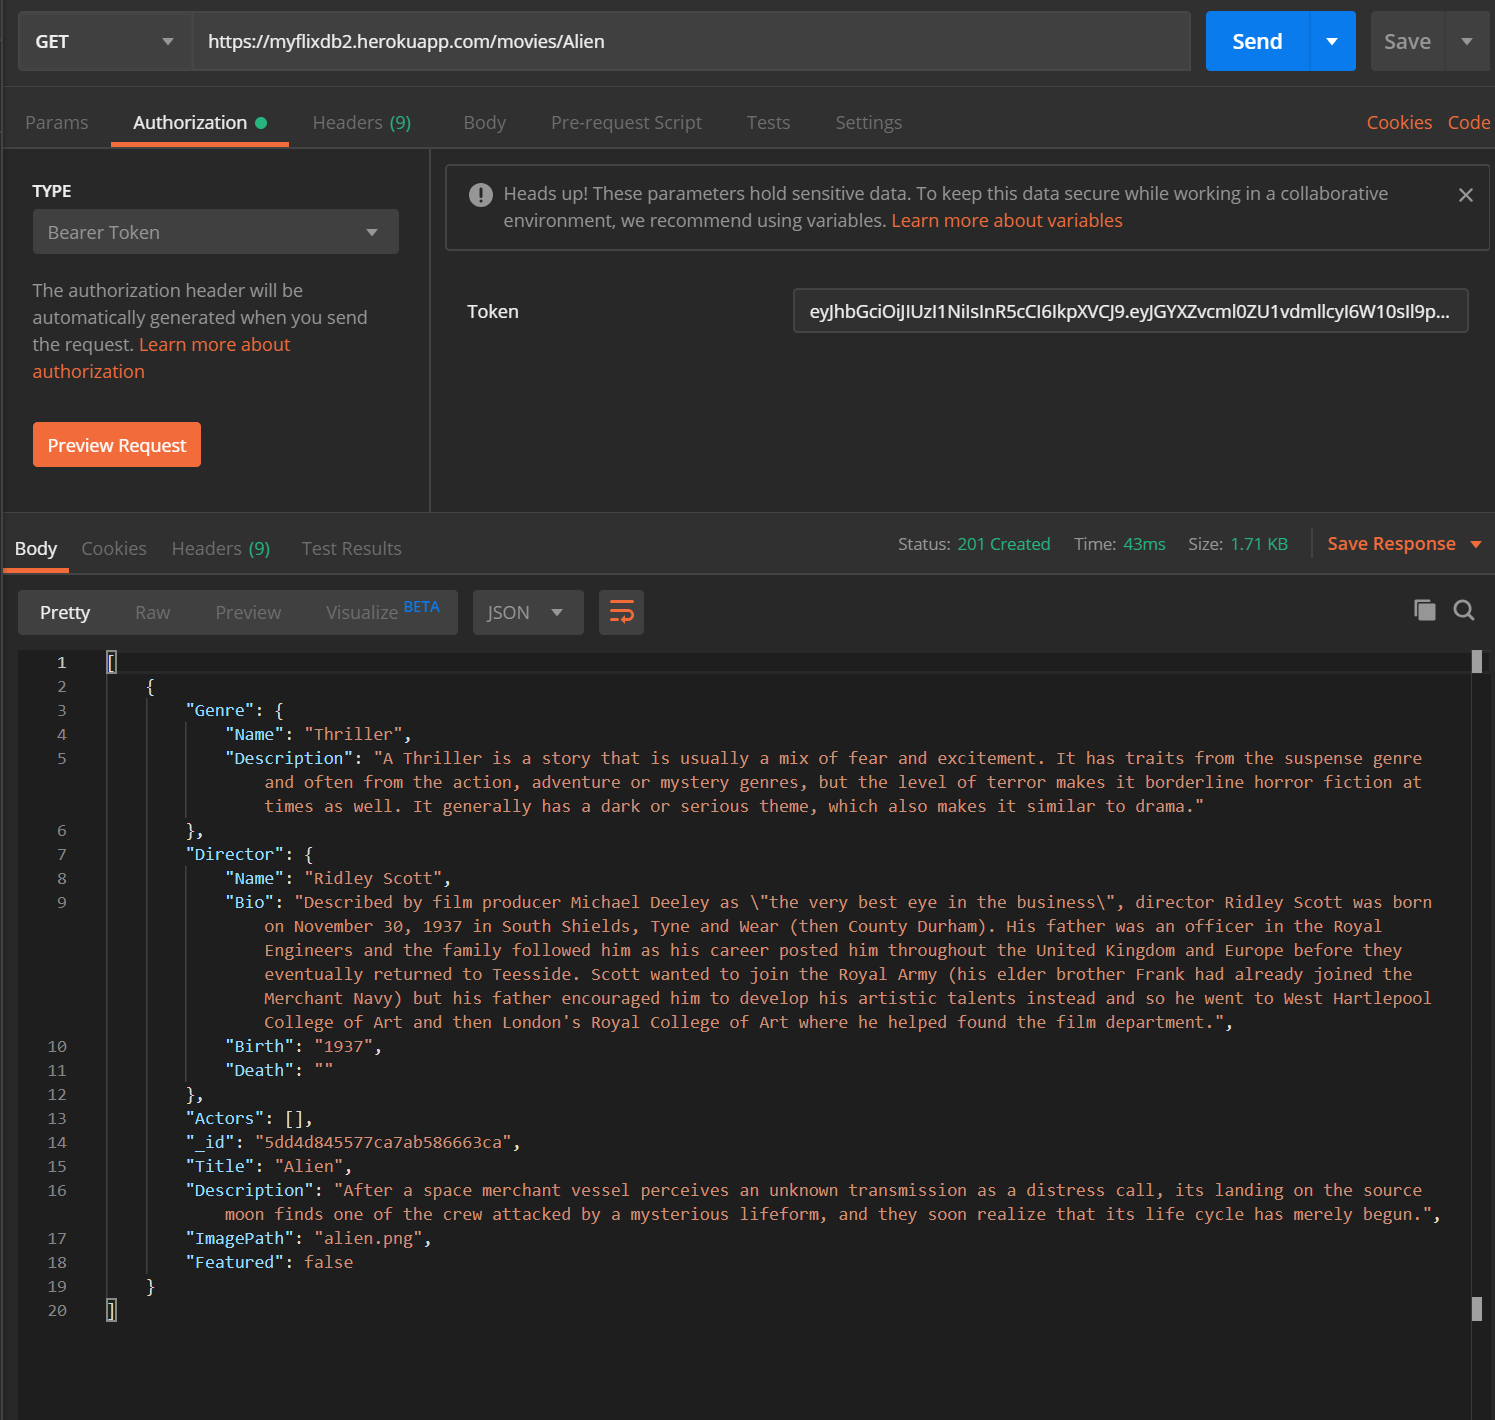 GET https://myflixdb2.herokuapp.com/movies/Alien Send Save
Params Authorization Headers (9) Body Pre-request Script Tests Settings Cookies Code
TYPE
Bearer Token
The authorization header will be
automatically generated when you send
the request. Learn more about
authorization
Preview Request
Heads up! These parameters hold sensitive data. To keep this data secure while working in a collaborative
environment, we recommend using variables. Learn more about variables
Token eyJhbGciOiJIUzI1NiIsInR5cCI6IkpXVCJ9.eyJGYXZvcml0ZU1vdmllcyI6W10sIl9p...
Body Cookies Headers (9) Test Results Status: 201 Created Time: 43ms Size: 1.71 KB Save Response
Pretty Raw Preview Visualize BETA JSON
1 [
2 {
3 "Genre": {
4 "Name": "Thriller",
5 "Description": "A Thriller is a story that is usually a mix of fear and excitement. It has traits from the suspense genre
and often from the action, adventure or mystery genres, but the level of terror makes it borderline horror fiction at
times as well. It generally has a dark or serious theme, which also makes it similar to drama."
6 },
7 "Director": {
8 "Name": "Ridley Scott",
9 "Bio": "Described by film producer Michael Deeley as \"the very best eye in the business\", director Ridley Scott was born
on November 30, 1937 in South Shields, Tyne and Wear (then County Durham). His father was an officer in the Royal
Engineers and the family followed him as his career posted him throughout the United Kingdom and Europe before they
eventually returned to Teesside. Scott wanted to join the Royal Army (his elder brother Frank had already joined the
Merchant Navy) but his father encouraged him to develop his artistic talents instead and so he went to West Hartlepool
College of Art and then London's Royal College of Art where he helped found the film department.",
10 "Birth": "1937",
11 "Death": ""
12 },
13 "Actors": [],
14 "_id": "5dd4d845577ca7ab586663ca",
15 "Title": "Alien",
16 "Description": "After a space merchant vessel perceives an unknown transmission as a distress call, its landing on the source
moon finds one of the crew attacked by a mysterious lifeform, and they soon realize that its life cycle has merely begun.",
17 "ImagePath": "alien.png",
18 "Featured": false
19 }
20 ]